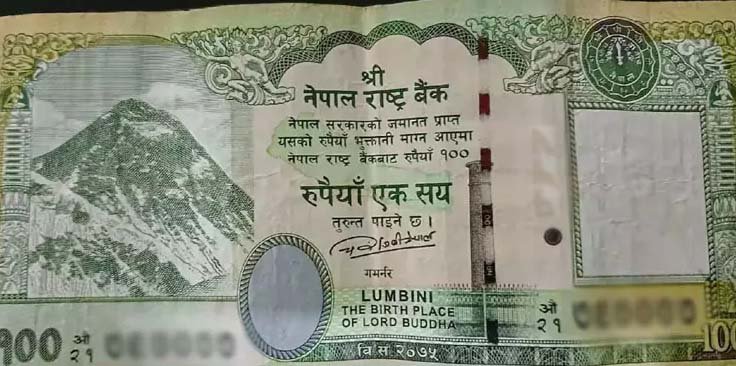 श्री
नेपाल राष्ट्र बैंक
नेपाल सरकारको जमानत प्राप्त
यसको रुपैयाँ भुक्तानी माग्न आएमा
नेपाल राष्ट्र बैंकबाट रुपैयाँ १००
रुपैयाँ एक सय
तुरुन्त पाइने छ।
गभर्नर
LUMBINI
THE BIRTH PLACE
OF LORD BUDDHA
वि.सं.२०७५
औ
२१
१००
औ
२१
100